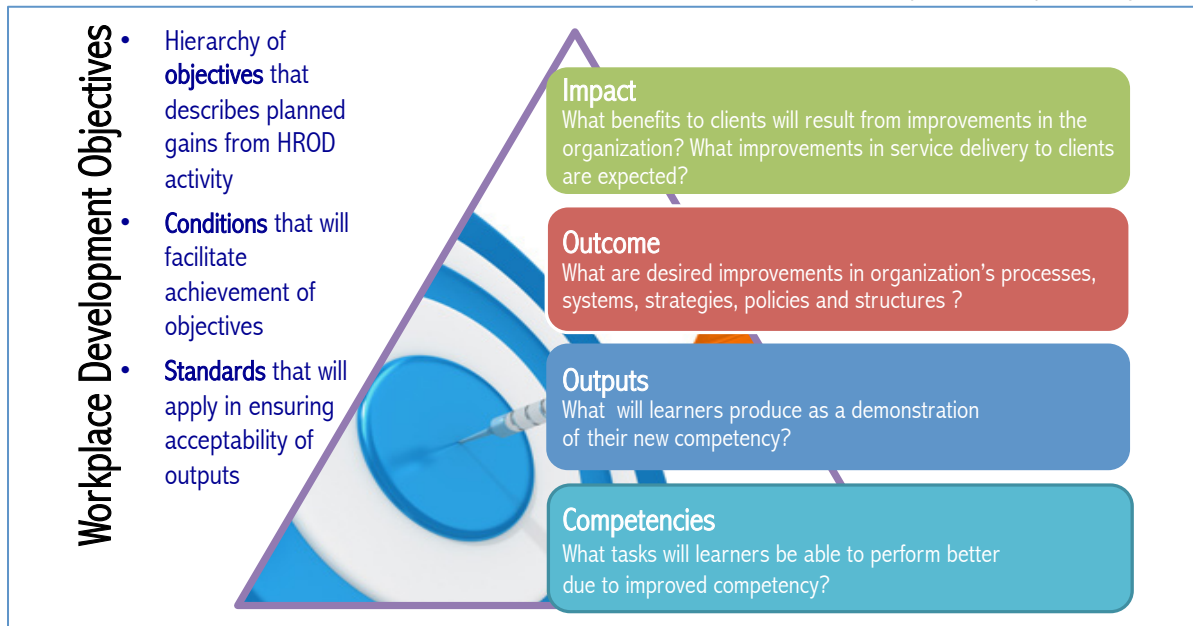 Workplace Development Objectives
• Hierarchy of
objectives that
describes planned
gains from HROD
activity
• Conditions that will
facilitate
achievement of
objectives
• Standards that will
apply in ensuring
acceptability of
outputs
Impact
What benefits to clients will result from improvements in the
organization? What improvements in service delivery to clients
are expected?
Outcome
What are desired improvements in organization's processes,
systems, strategies, policies and structures ?
Outputs
What will learners produce as a demonstration
of their new competency?
Competencies
What tasks will learners be able to perform better
due to improved competency?